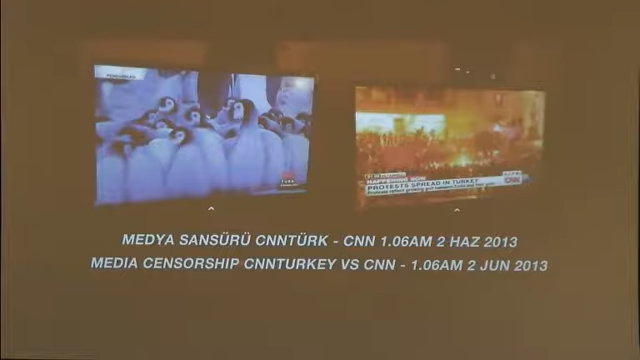 PENGUENLER
PROTESTS SPREAD IN TURKEY
CNN
MEDYA SANSÜRÜ CNNTÜRK - CNN 1.06AM 2 HAZ 2013
MEDIA CENSORSHIP CNNTURKEY VS CNN - 1.06AM 2 JUN 2013